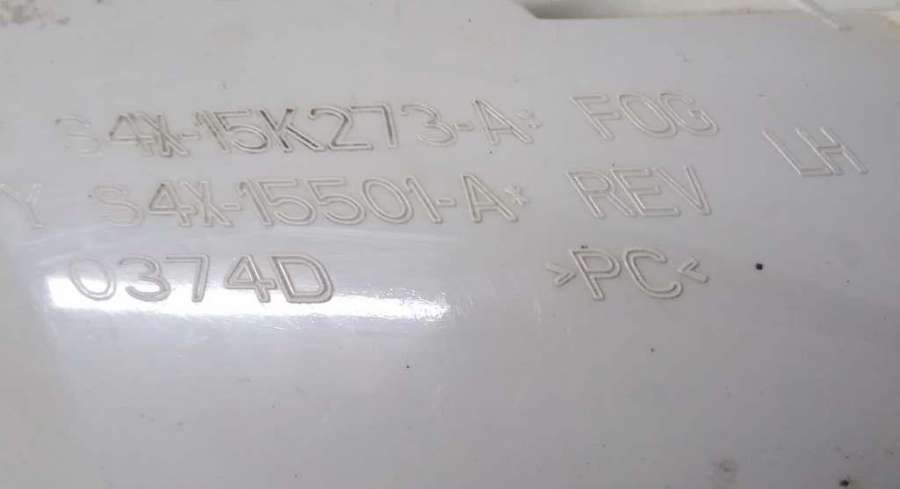 S4X-15K273-A* FOG
LH
Y S4X-15501-A* REV
0374D >PC<